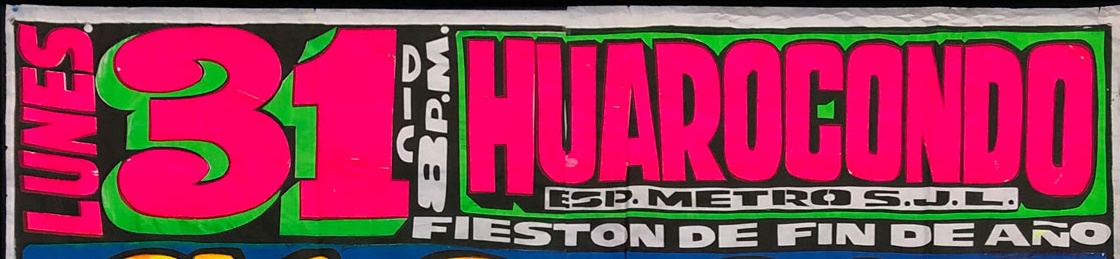 LUNES
31
DIC
8 P.M.
HUAROCONDO
ESP. METRO S.J.L.
FIESTON DE FIN DE AÑO